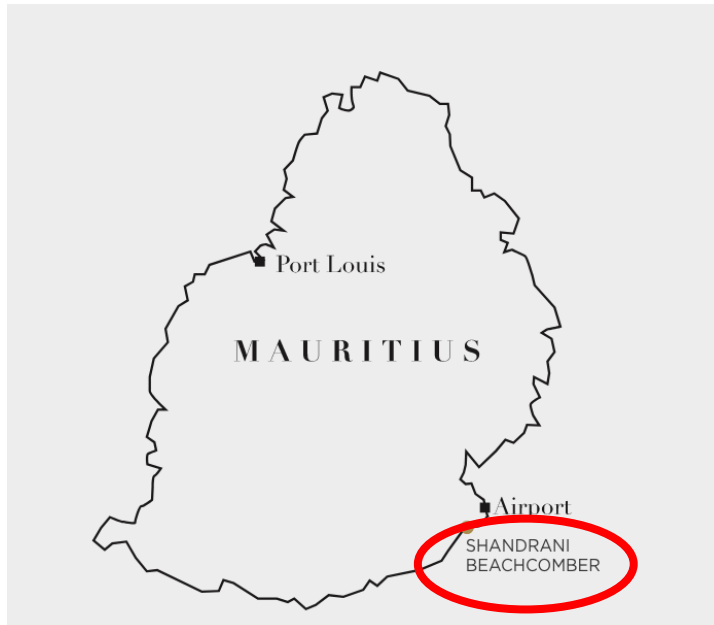 Port Louis
MAURITIUS
Airport
SHANDRANI
BEACHCOMBER